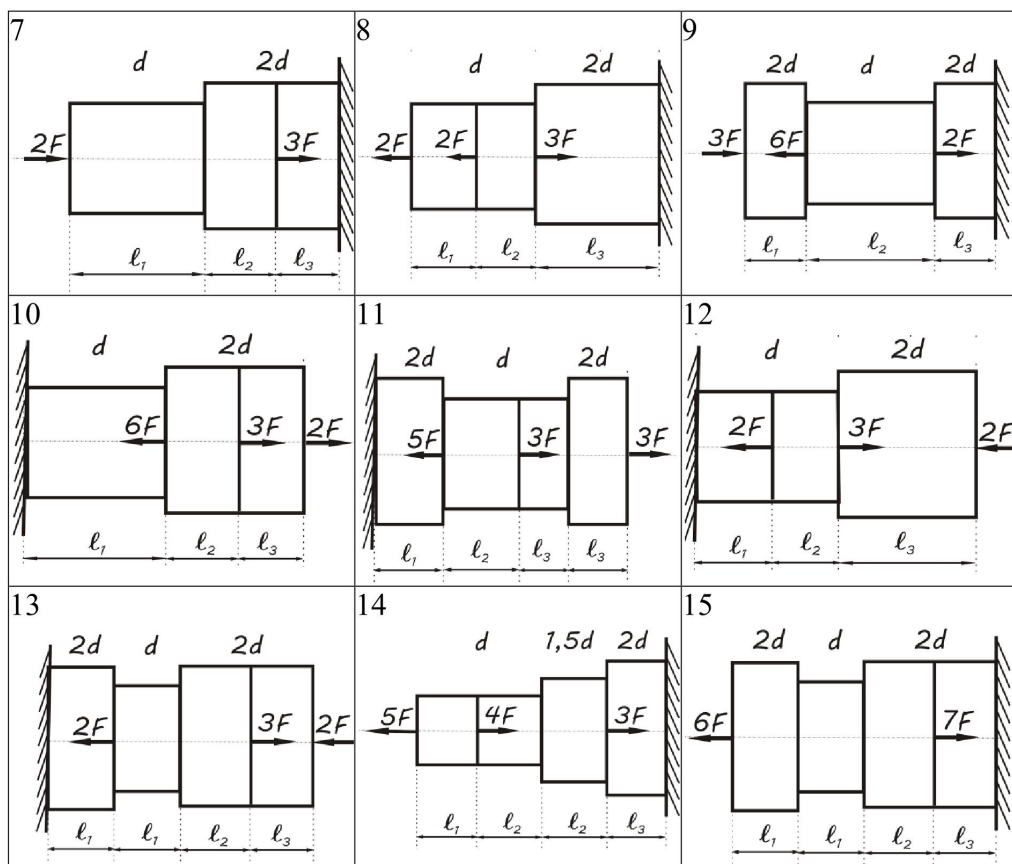 7
d 2d
2F 3F
ℓ₁ ℓ₂ ℓ₃
8
d 2d
2F 2F 3F
ℓ₁ ℓ₂ ℓ₃
9
2d d 2d
3F 6F 2F
ℓ₁ ℓ₂ ℓ₃
10
d 2d
6F 3F 2F
ℓ₁ ℓ₂ ℓ₃
11
2d d 2d
5F 3F 3F
ℓ₁ ℓ₂ ℓ₃ ℓ₃
12
d 2d
2F 3F 2F
ℓ₁ ℓ₂ ℓ₃
13
2d d 2d
2F 3F 2F
ℓ₁ ℓ₁ ℓ₂ ℓ₃
14
d 1,5d 2d
5F 4F 3F
ℓ₁ ℓ₂ ℓ₂ ℓ₃
15
2d d 2d
6F 7F
ℓ₁ ℓ₁ ℓ₂ ℓ₃